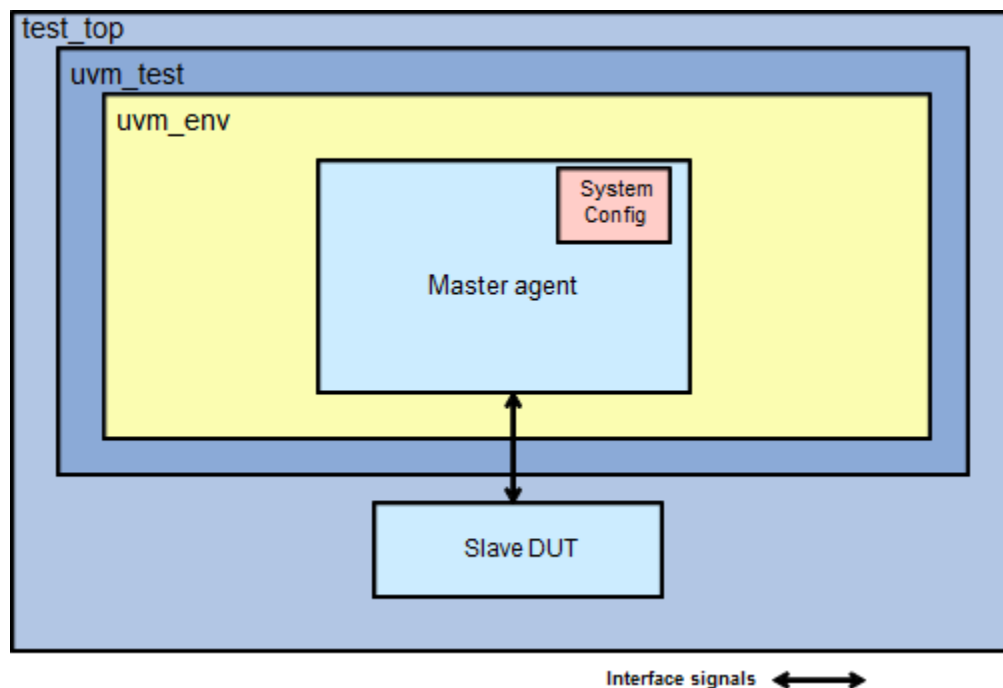 test_top
uvm_test
uvm_env
System
Config
Master agent
Slave DUT
Interface signals